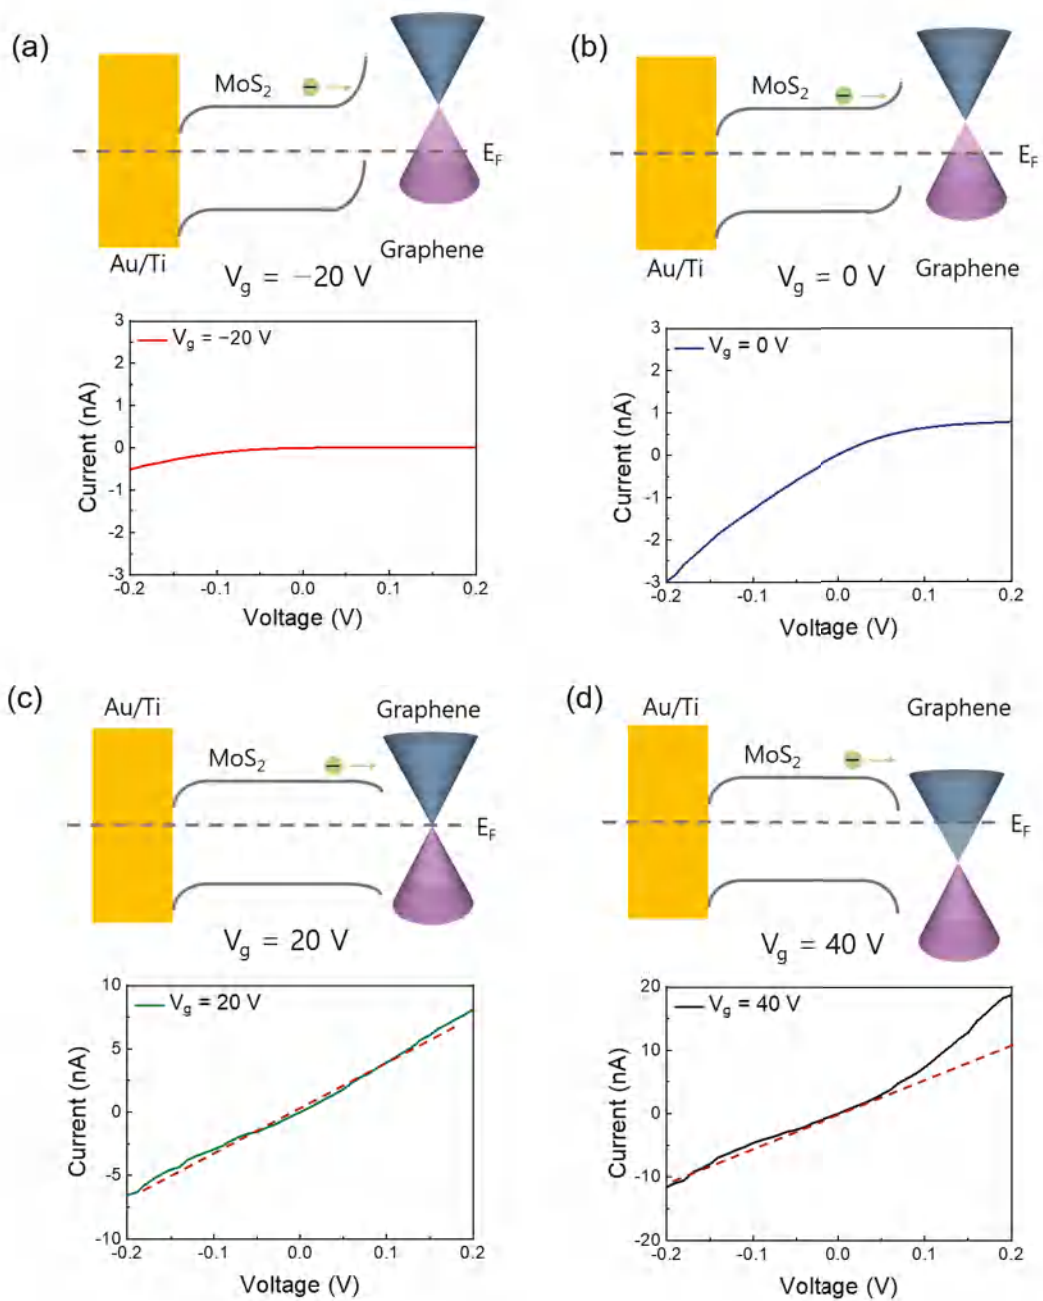 (a)
MoS2
EF
Au/Ti
Graphene
Vg = −20 V
3
2
1
0
-1
-2
-3
Vg = −20 V
Current (nA)
-0.2
-0.1
0.0
0.1
0.2
Voltage (V)
(b)
MoS2
EF
Au/Ti
Graphene
Vg = 0 V
3
2
1
0
-1
-2
-3
Vg = 0 V
Current (nA)
-0.2
-0.1
0.0
0.1
0.2
Voltage (V)
(c)
Au/Ti
Graphene
MoS2
EF
Vg = 20 V
10
5
0
-5
-10
Vg = 20 V
Current (nA)
-0.2
-0.1
0.0
0.1
0.2
Voltage (V)
(d)
Au/Ti
Graphene
MoS2
EF
Vg = 40 V
20
10
0
-10
-20
Vg = 40 V
Current (nA)
-0.2
-0.1
0.0
0.1
0.2
Voltage (V)